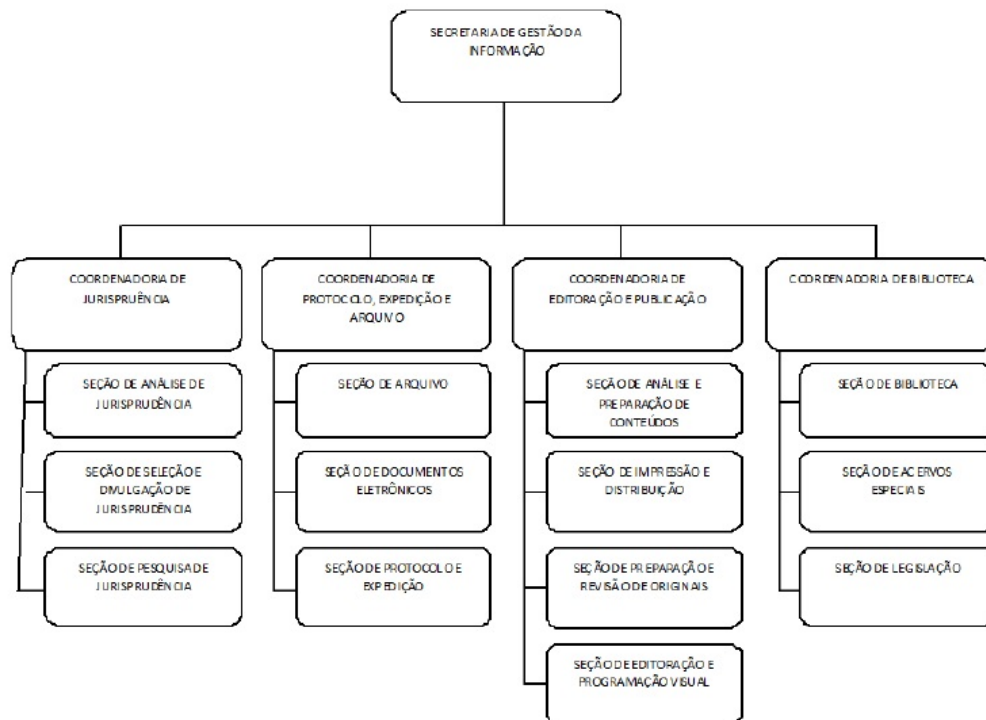 SECRETARIA DE GESTÃO DA
INFORMAÇÃO
COORDENADORIA DE
JURISPRUÊNCIA
SEÇÃO DE ANÁLISE DE
JURISPRUDÊNCIA
SEÇÃO DE SELEÇÃO E
DIVULGAÇÃO DE
JURISPRUDÊNCIA
SEÇÃO DE PESQUISA DE
JURISPRUDÊNCIA
COORDENADORIA DE
PROTOCOLO, EXPEDIÇÃO E
ARQUIVO
SEÇÃO DE ARQUIVO
SEÇÃO DE DOCUMENTOS
ELETRÔNICOS
SEÇÃO DE PROTOCOLO E
EXPEDIÇÃO
COORDENADORIA DE
EDITORAÇÃO E PUBLICAÇÃO
SEÇÃO DE ANÁLISE E
PREPARAÇÃO DE
CONTEÚDOS
SEÇÃO DE IMPRESSÃO E
DISTRIBUIÇÃO
SEÇÃO DE PREPARAÇÃO E
REVISÃO DE ORIGINAIS
SEÇÃO DE EDITORAÇÃO E
PROGRAMAÇÃO VISUAL
COORDENADORIA DE BIBLIOTECA
SEÇÃO DE BIBLIOTECA
SEÇÃO DE ACERVOS
ESPECIAIS
SEÇÃO DE LEGISLAÇÃO